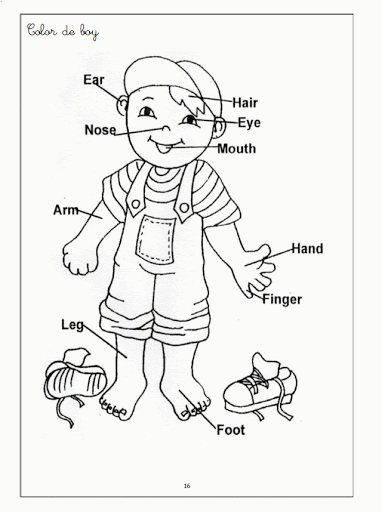 Color de boy
Ear
Hair
Eye
Nose
Mouth
Arm
Hand
Finger
Leg
Foot
16